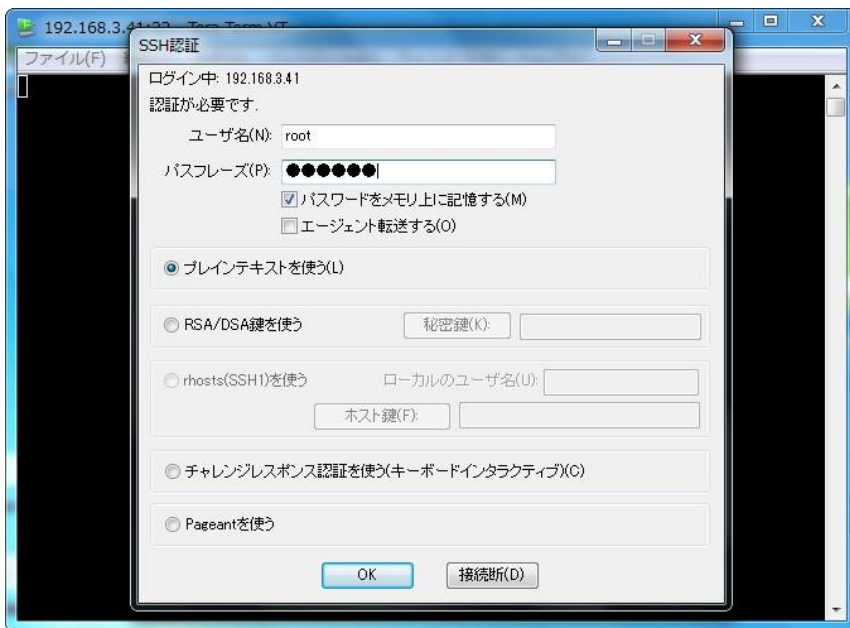 192.168.3.41:22 - Tera Term VT
ファイル(F)
SSH認証
ログイン中: 192.168.3.41
認証が必要です.
ユーザ名(N): root
パスフレーズ(P): ●●●●●●
パスワードをメモリ上に記憶する(M)
エージェント転送する(O)
プレインテキストを使う(L)
RSA/DSA鍵を使う 秘密鍵(K):
rhosts(SSH1)を使う ローカルのユーザ名(U):
ホスト鍵(F):
チャレンジレスポンス認証を使う(キーボードインタラクティブ)(C)
Pageantを使う
OK 接続断(D)